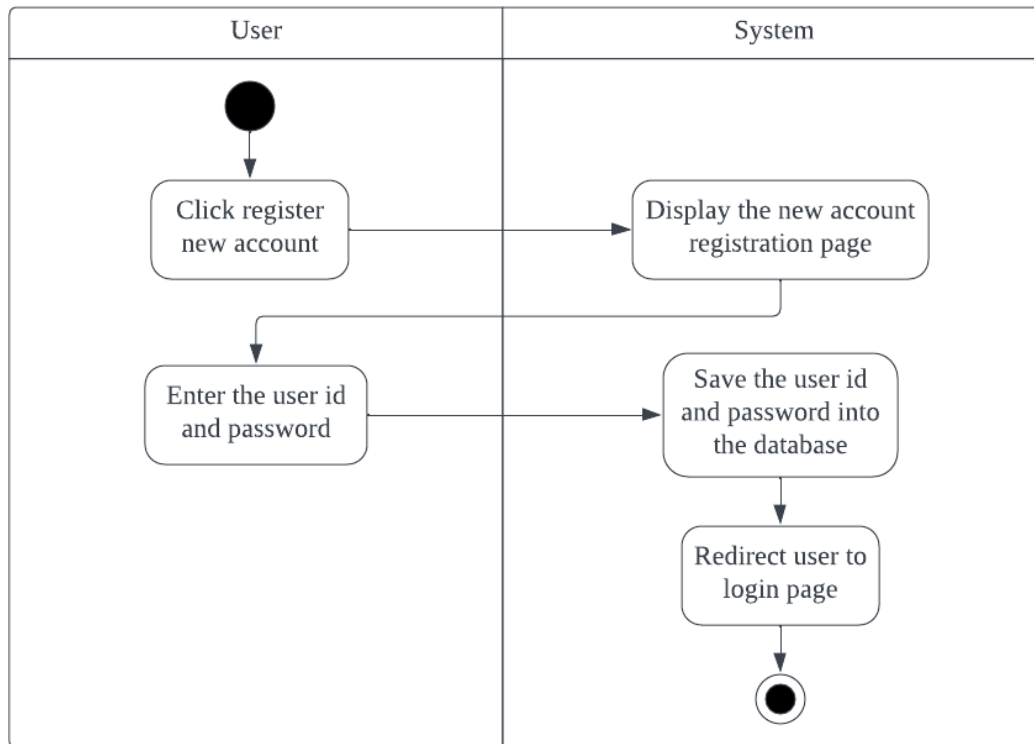 User
System
Click register
new account
Display the new account
registration page
Enter the user id
and password
Save the user id
and password into
the database
Redirect user to
login page